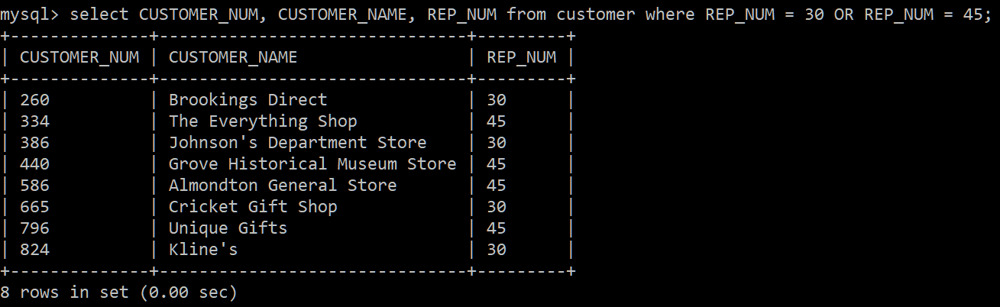 mysql> select CUSTOMER_NUM, CUSTOMER_NAME, REP_NUM from customer where REP_NUM = 30 OR REP_NUM = 45;
+--------------+-------------------------------+---------+
| CUSTOMER_NUM | CUSTOMER_NAME                 | REP_NUM |
+--------------+-------------------------------+---------+
| 260          | Brookings Direct              | 30      |
| 334          | The Everything Shop           | 45      |
| 386          | Johnson's Department Store    | 30      |
| 440          | Grove Historical Museum Store | 45      |
| 586          | Almondton General Store       | 45      |
| 665          | Cricket Gift Shop             | 30      |
| 796          | Unique Gifts                  | 45      |
| 824          | Kline's                       | 30      |
+--------------+-------------------------------+---------+
8 rows in set (0.00 sec)